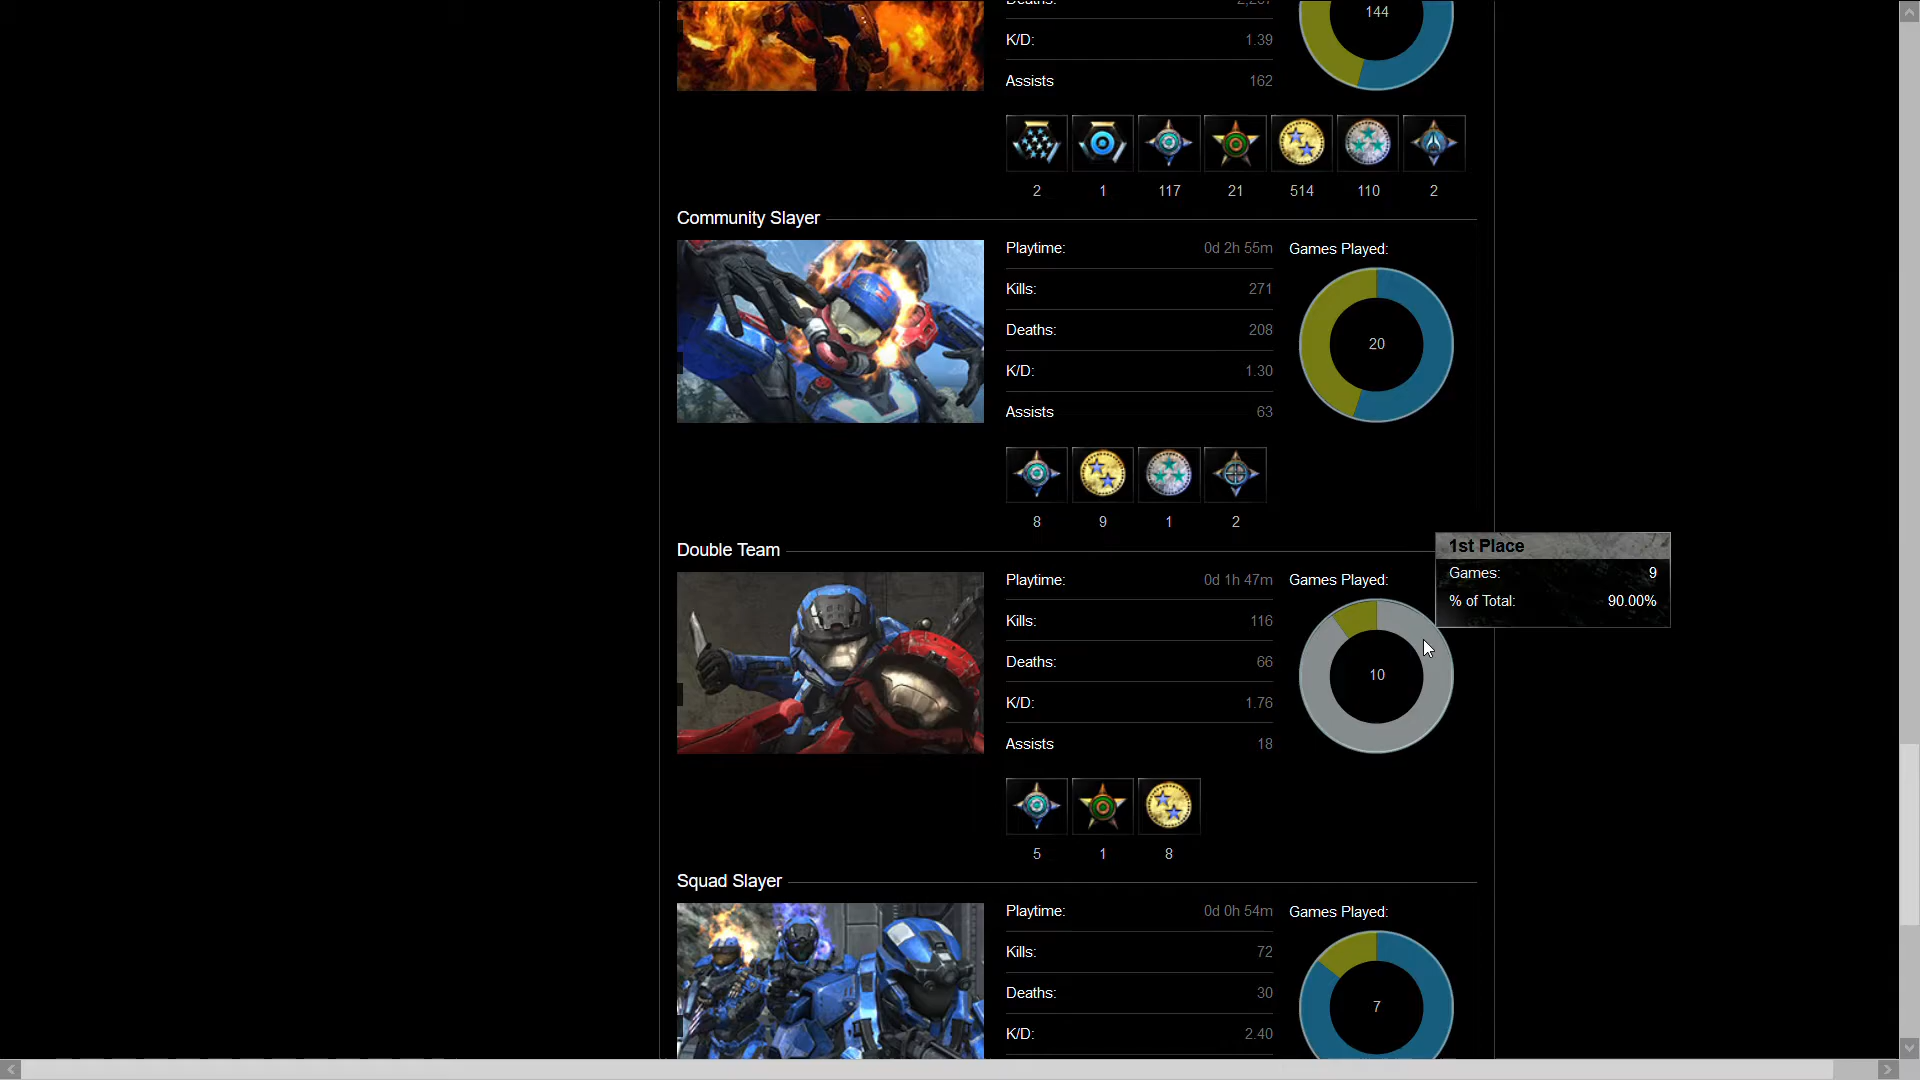 144
K/D: 1.39
Assists 162
2 1 117 21 514 110 2
Community Slayer
Playtime: 0d 2h 55m Games Played:
Kills: 271
Deaths: 208
20
K/D: 1.30
Assists 63
8 9 1 2
Double Team
1st Place
Games: 9
% of Total: 90.00%
Playtime: 0d 1h 47m Games Played:
Kills: 116
Deaths: 66
10
K/D: 1.76
Assists 18
5 1 8
Squad Slayer
Playtime: 0d 0h 54m Games Played:
Kills: 72
Deaths: 30
7
K/D: 2.40